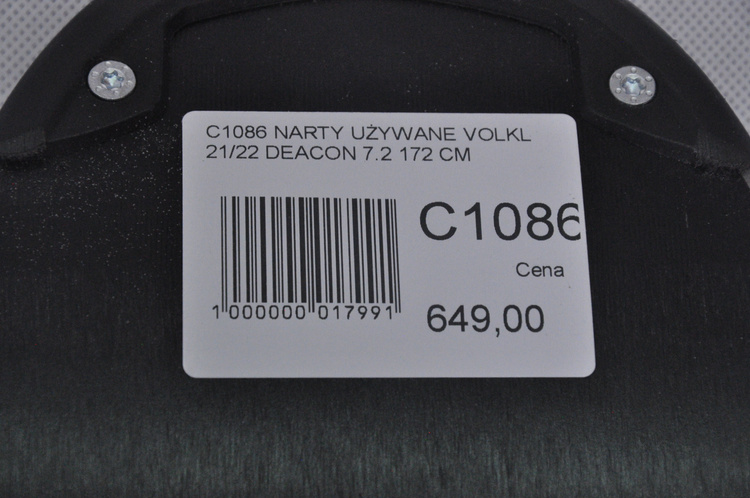 C1086 NARTY UŻYWANE VOLKL
21/22 DEACON 7.2 172 CM
C1086
Cena
649,00
1 000000 017991